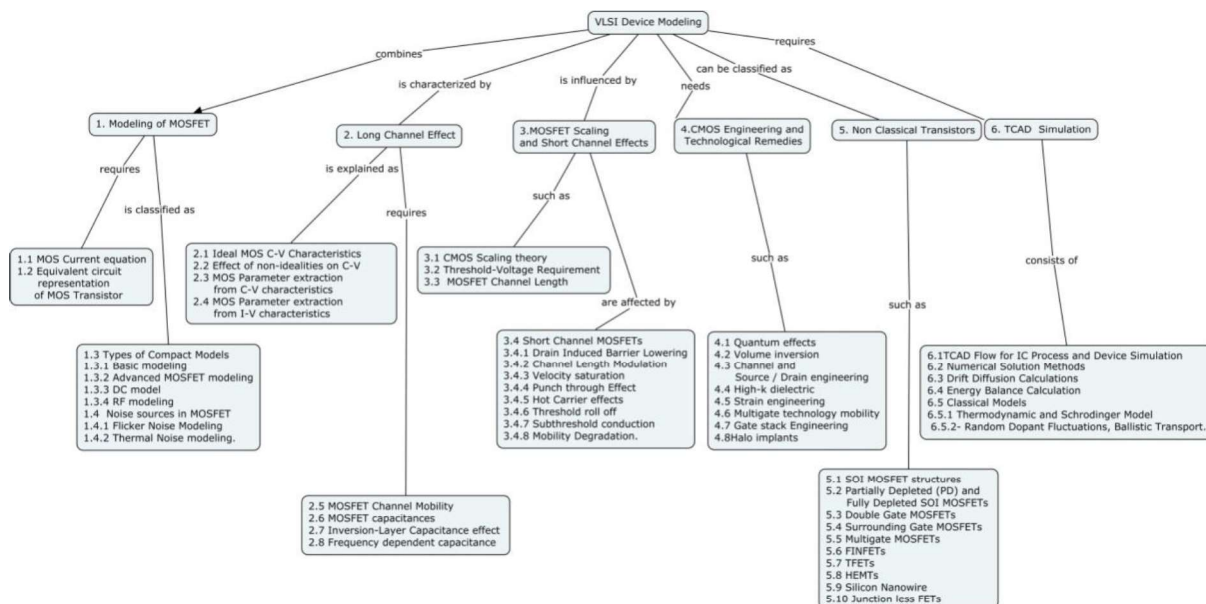 VLSI Device Modeling
combines
is characterized by
is influenced by
needs
can be classified as
requires
1. Modeling of MOSFET
2. Long Channel Effect
3.MOSFET Scaling
and Short Channel Effects
4.CMOS Engineering and
Technological Remedies
5. Non Classical Transistors
6. TCAD Simulation
requires
is classified as
is explained as
requires
such as
are affected by
such as
such as
consists of
1.1 MOS Current equation
1.2 Equivalent circuit
representation
of MOS Transistor
1.3 Types of Compact Models
1.3.1 Basic modeling
1.3.2 Advanced MOSFET modeling
1.3.3 DC model
1.3.4 RF modeling
1.4 Noise sources in MOSFET
1.4.1 Flicker Noise Modeling
1.4.2 Thermal Noise modeling.
2.1 Ideal MOS C-V Characteristics
2.2 Effect of non-idealities on C-V
2.3 MOS Parameter extraction
from C-V characteristics
2.4 MOS Parameter extraction
from I-V characteristics
2.5 MOSFET Channel Mobility
2.6 MOSFET capacitances
2.7 Inversion-Layer Capacitance effect
2.8 Frequency dependent capacitance
3.1 CMOS Scaling theory
3.2 Threshold-Voltage Requirement
3.3 MOSFET Channel Length
3.4 Short Channel MOSFETs
3.4.1 Drain Induced Barrier Lowering
3.4.2 Channel Length Modulation
3.4.3 Velocity saturation
3.4.4 Punch through Effect
3.4.5 Hot Carrier effects
3.4.6 Threshold roll off
3.4.7 Subthreshold conduction
3.4.8 Mobility Degradation.
4.1 Quantum effects
4.2 Volume inversion
4.3 Channel and
Source / Drain engineering
4.4 High-k dielectric
4.5 Strain engineering
4.6 Multigate technology mobility
4.7 Gate stack Engineering
4.8Halo implants
5.1 SOI MOSFET structures
5.2 Partially Depleted (PD) and
Fully Depleted SOI MOSFETs
5.3 Double Gate MOSFETs
5.4 Surrounding Gate MOSFETs
5.5 Multigate MOSFETs
5.6 FINFETs
5.7 TFETs
5.8 HEMTs
5.9 Silicon Nanowire
5.10 Junction less FETs
6.1TCAD Flow for IC Process and Device Simulation
6.2 Numerical Solution Methods
6.3 Drift Diffusion Calculations
6.4 Energy Balance Calculation
6.5 Classical Models
6.5.1 Thermodynamic and Schrodinger Model
6.5.2- Random Dopant Fluctuations, Ballistic Transport.